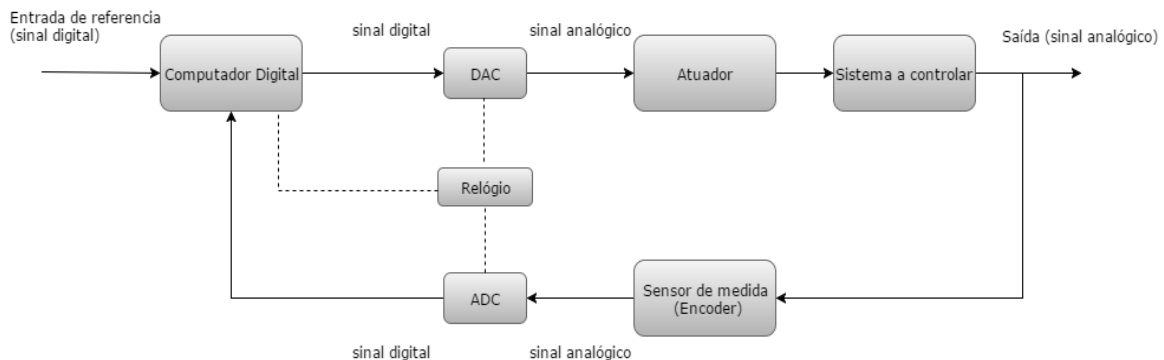 Entrada de referencia
(sinal digital)
sinal digital
sinal analógico
Saída (sinal analógico)
Computador Digital
DAC
Atuador
Sistema a controlar
Relógio
ADC
Sensor de medida
(Encoder)
sinal digital
sinal analógico